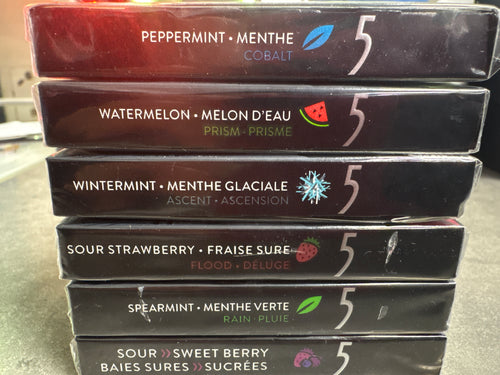 PEPPERMINT • MENTHE
COBALT
5
WATERMELON • MELON D'EAU
PRISM • PRISME
5
WINTERMINT • MENTHE GLACIALE
ASCENT • ASCENSION
5
SOUR STRAWBERRY • FRAISE SURE
FLOOD • DÉLUGE
5
SPEARMINT • MENTHE VERTE
RAIN • PLUIE
5
SOUR >> SWEET BERRY
BAIES SURES >> SUCRÉES
5